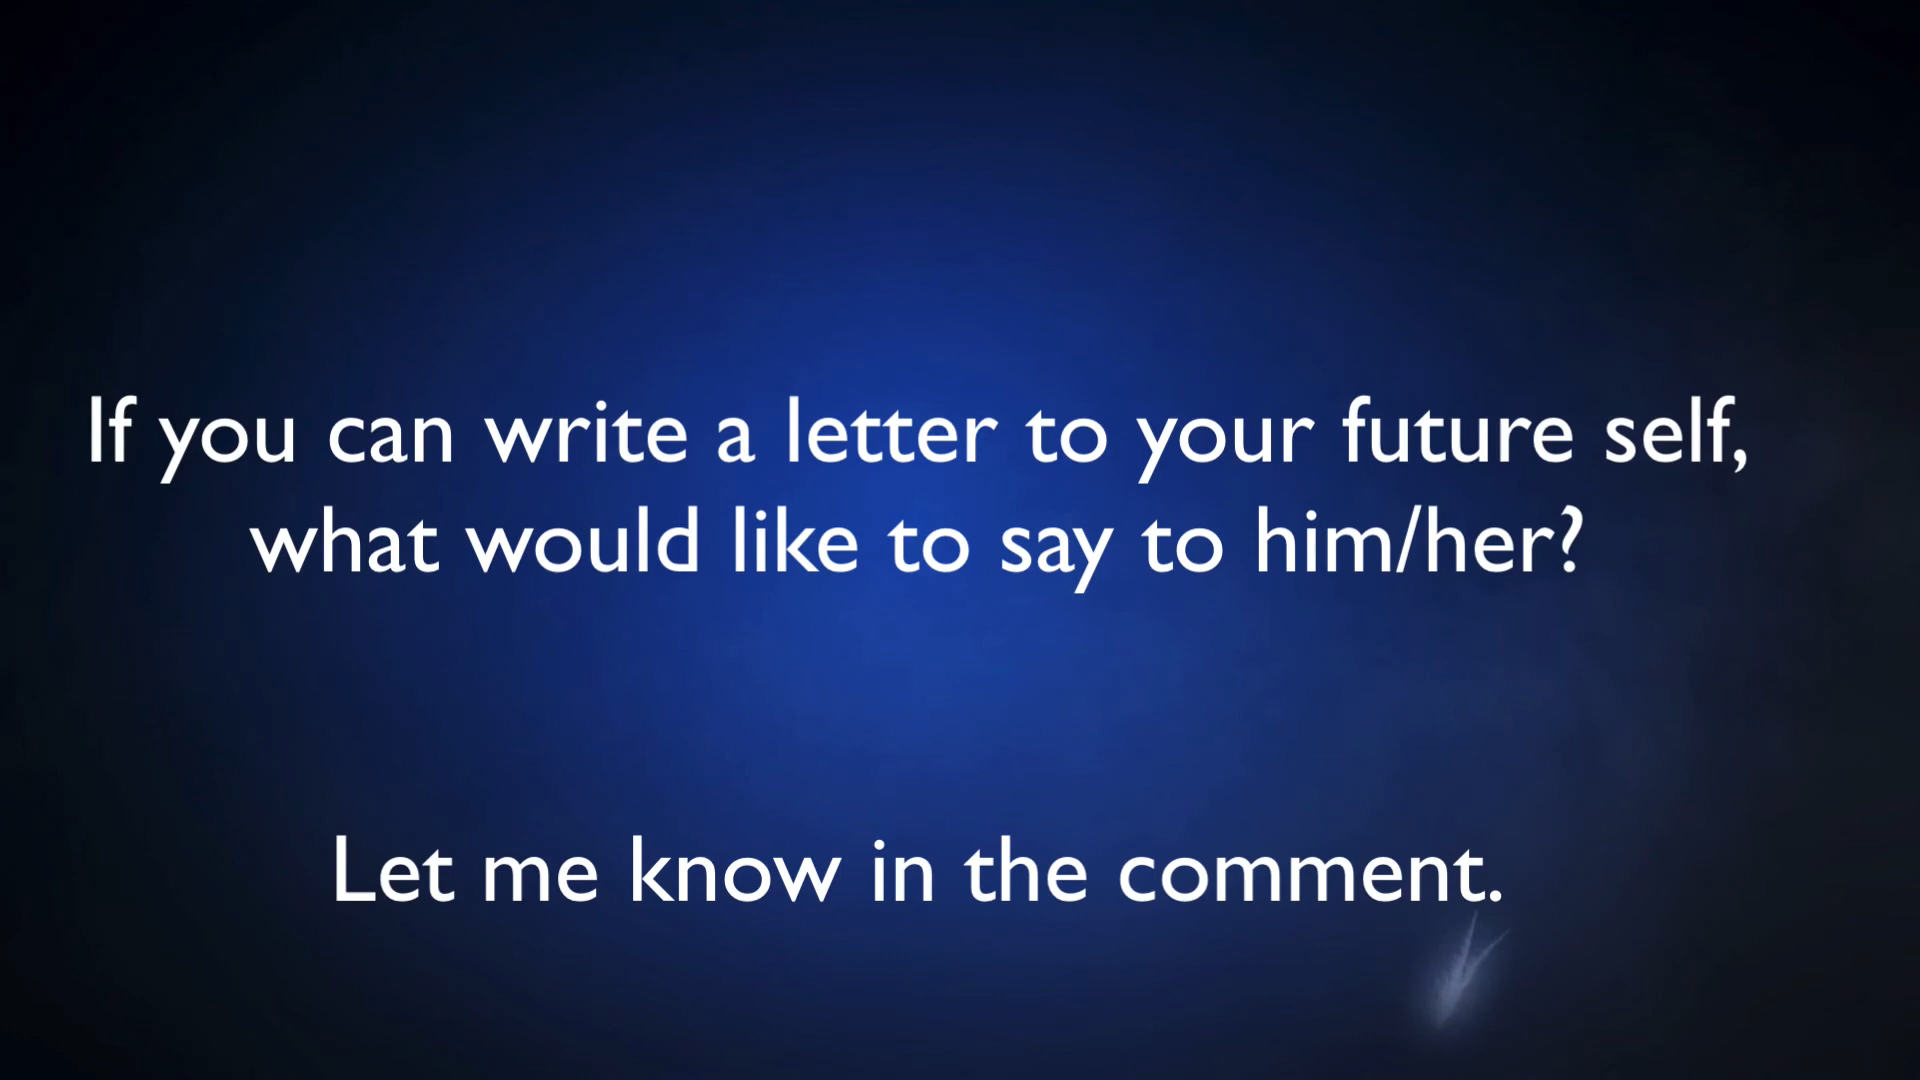 If you can write a letter to your future self,
what would like to say to him/her?
Let me know in the comment.